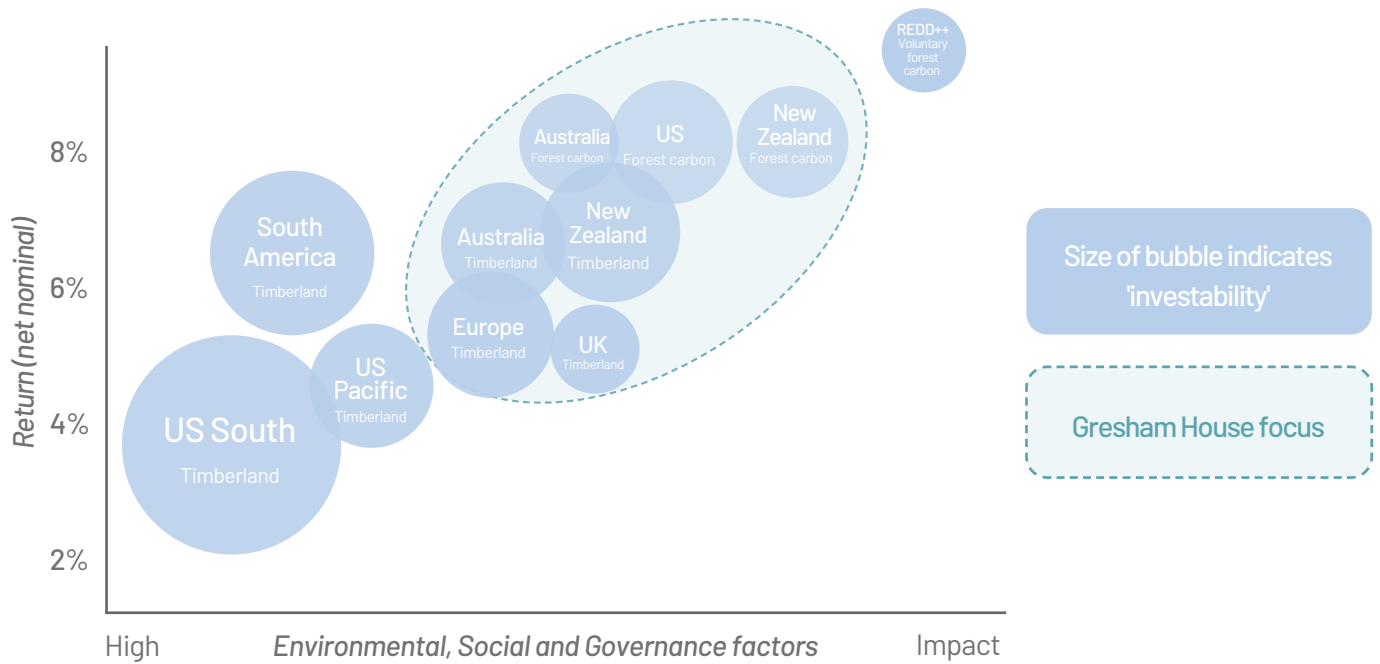 REDD++
Voluntary
forest
carbon
8%
6%
4%
2%
Return (net nominal)
Australia
Forest carbon
US
Forest carbon
New
Zealand
Forest carbon
South
America
Timberland
Australia
Timberland
New
Zealand
Timberland
Europe
Timberland
UK
Timberland
US
Pacific
Timberland
US South
Timberland
Size of bubble indicates
'investability'
Gresham House focus
High
Environmental, Social and Governance factors
Impact